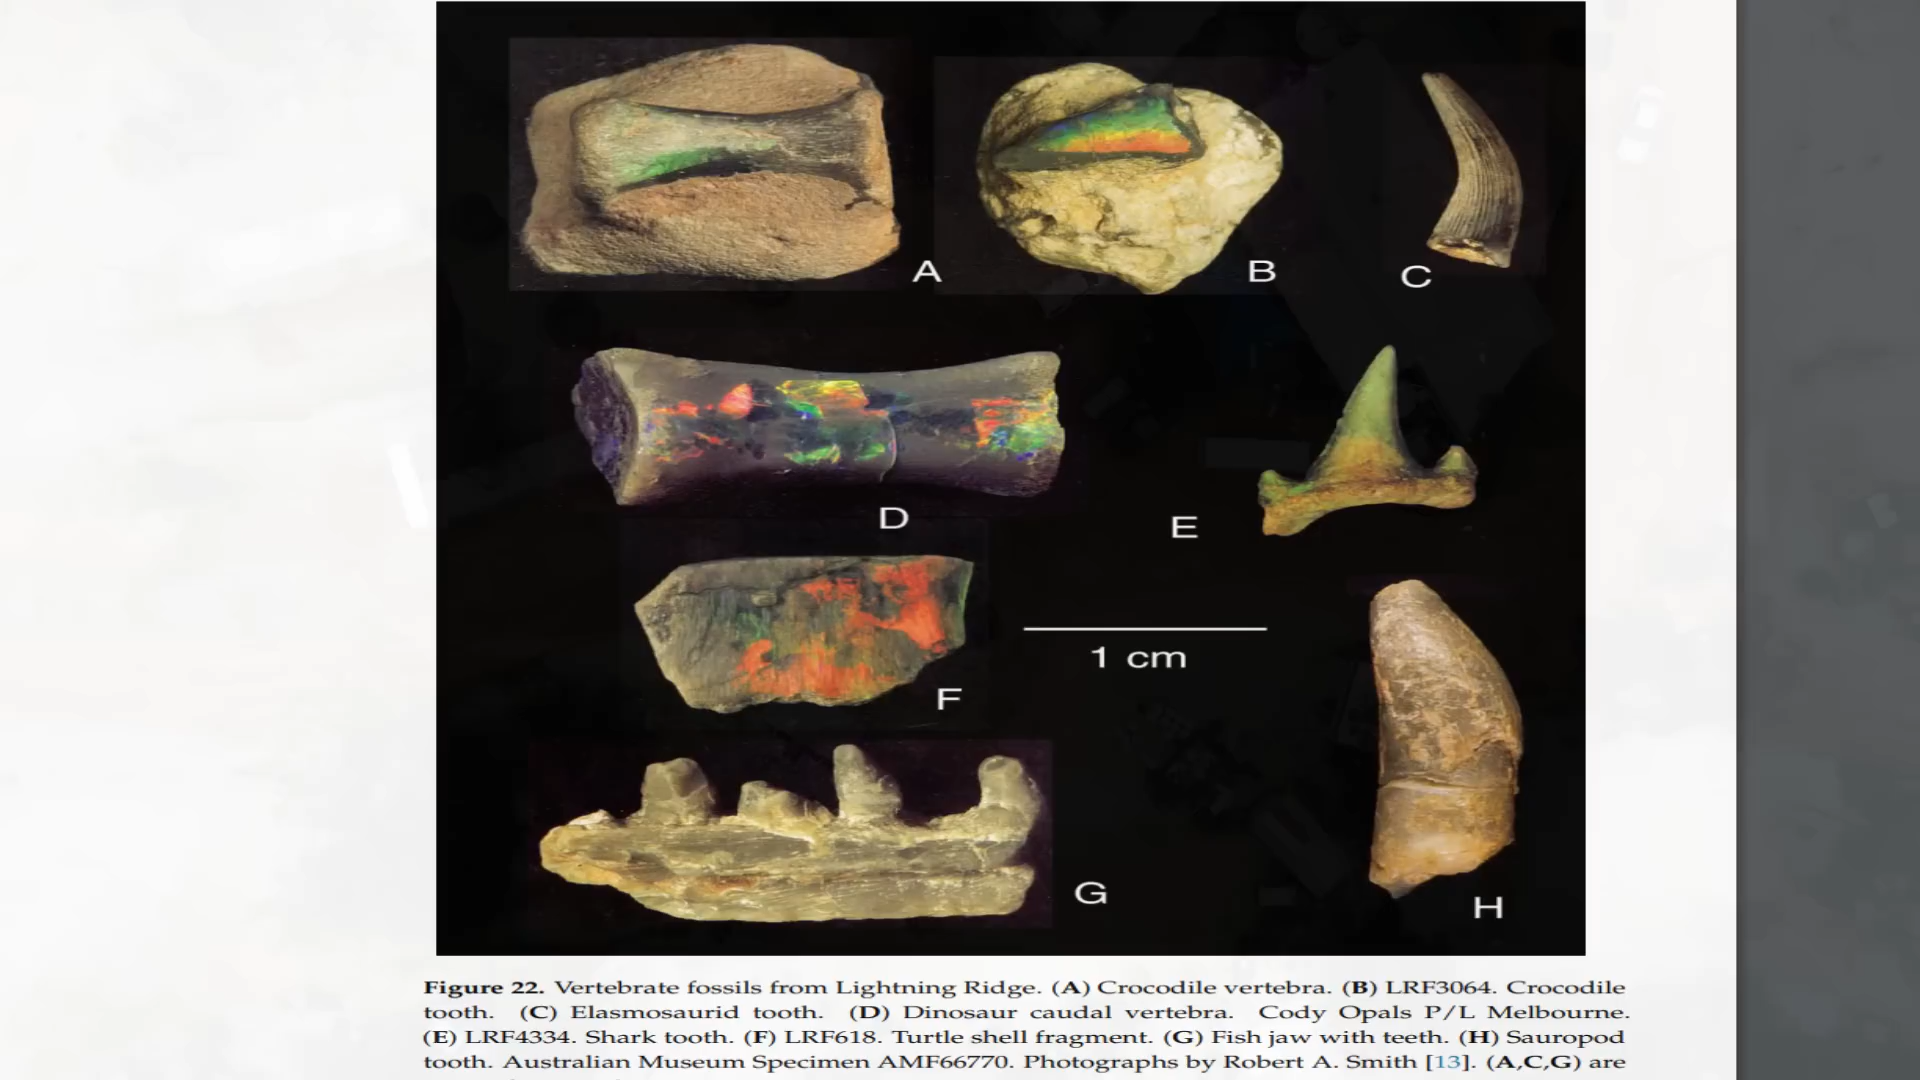 A
B
C
D
E
F
1 cm
G
H
Figure 22. Vertebrate fossils from Lightning Ridge. (A) Crocodile vertebra. (B) LRF3064. Crocodile
tooth. (C) Elasmosaurid tooth. (D) Dinosaur caudal vertebra. Cody Opals P/L Melbourne.
(E) LRF4334. Shark tooth. (F) LRF618. Turtle shell fragment. (G) Fish jaw with teeth. (H) Sauropod
tooth. Australian Museum Specimen AMF66770. Photographs by Robert A. Smith [13]. (A,C,G) are